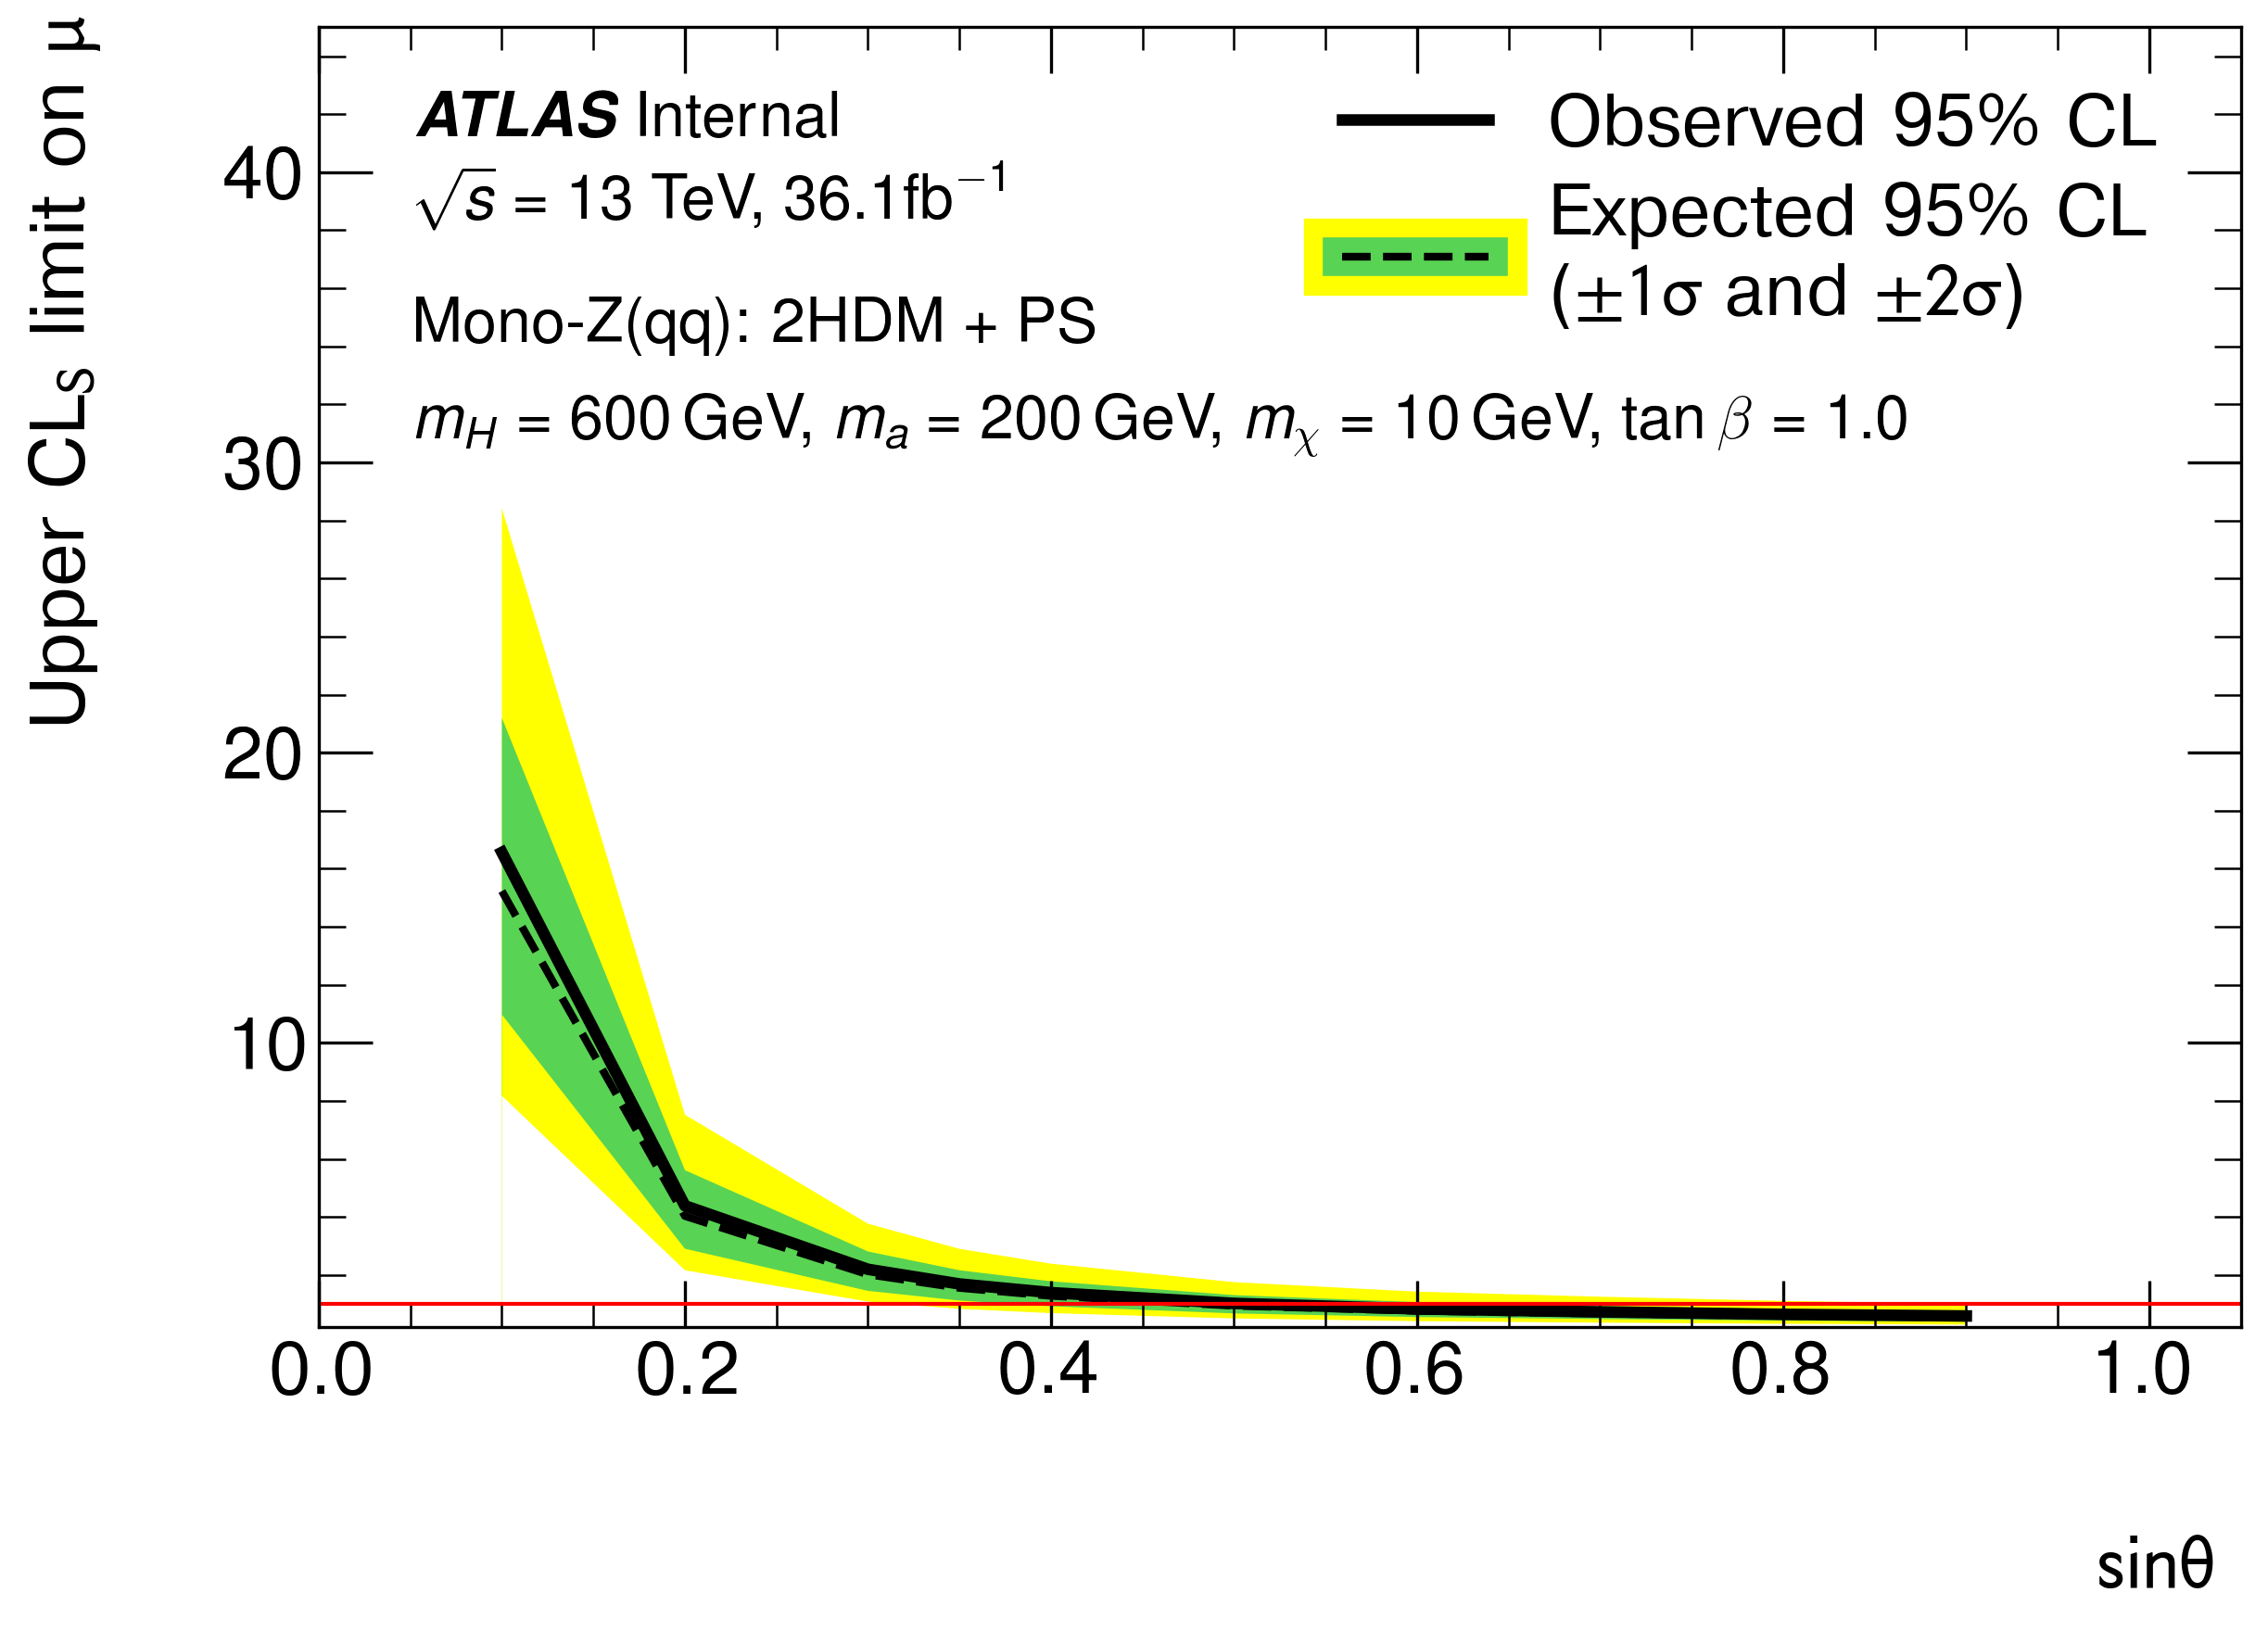 Upper CLs limit on μ
ATLAS Internal
√s = 13 TeV, 36.1fb⁻¹
Mono-Z(qq): 2HDM + PS
m_H = 600 GeV, m_a = 200 GeV, m_χ = 10 GeV, tan β = 1.0
Observed 95% CL
Expected 95% CL
(±1σ and ±2σ)
40
30
20
10
0.0 0.2 0.4 0.6 0.8 1.0
sinθ